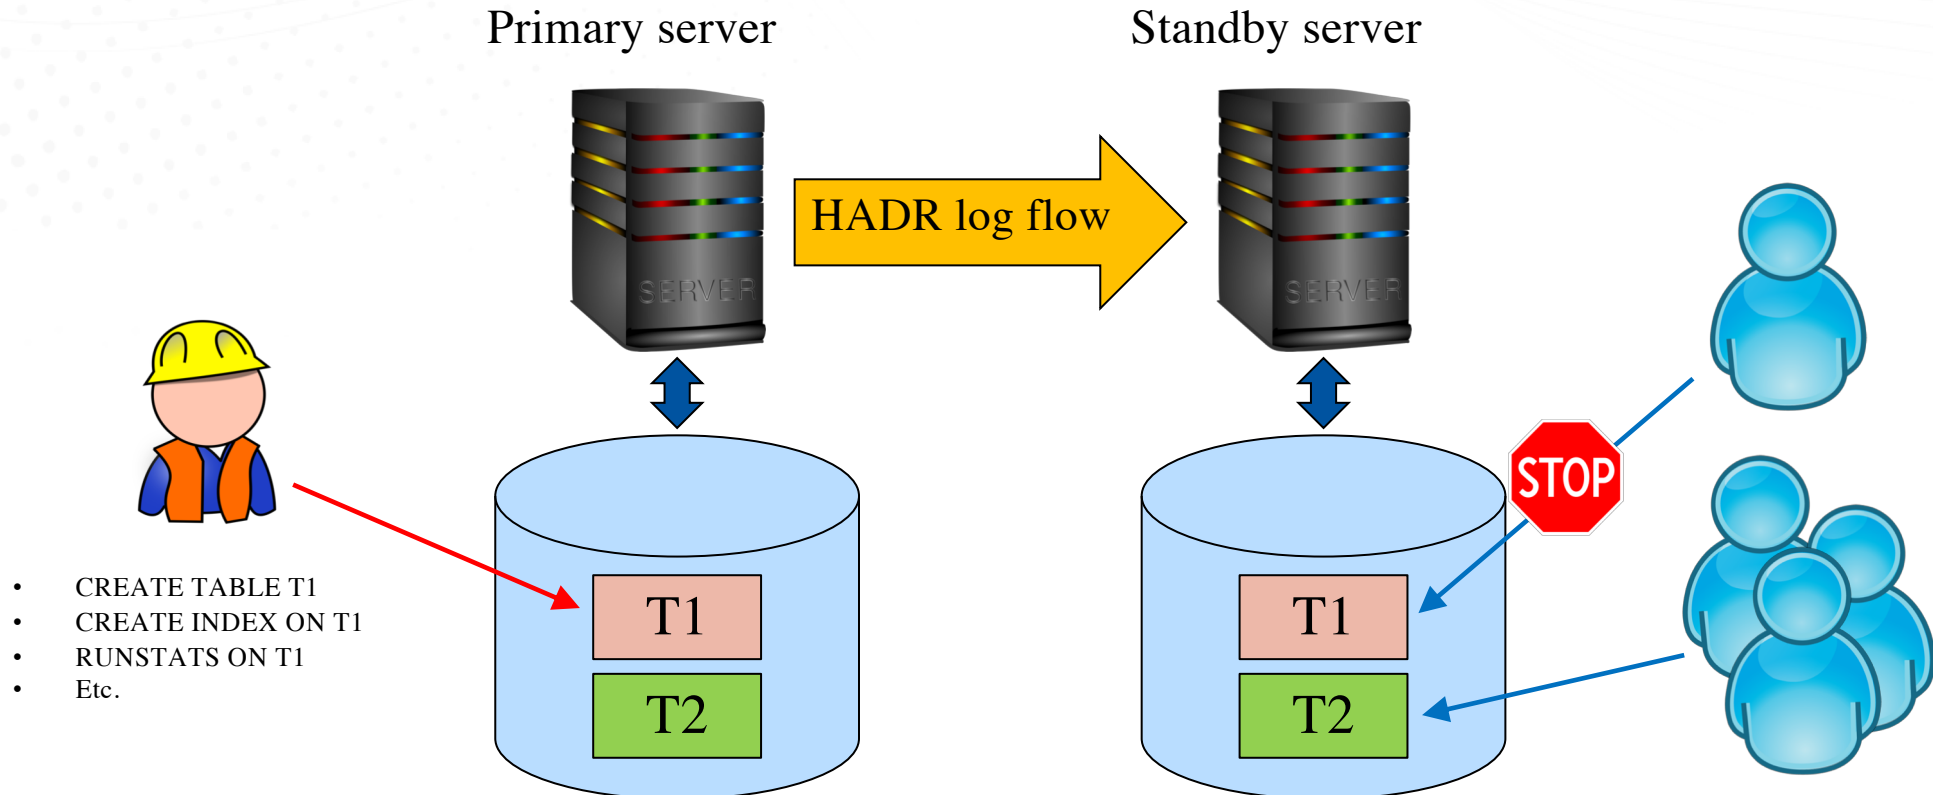 Primary server
Standby server
SERVER
HADR log flow
SERVER
STOP
• CREATE TABLE T1
• CREATE INDEX ON T1
• RUNSTATS ON T1
• Etc.
T1
T2
T1
T2